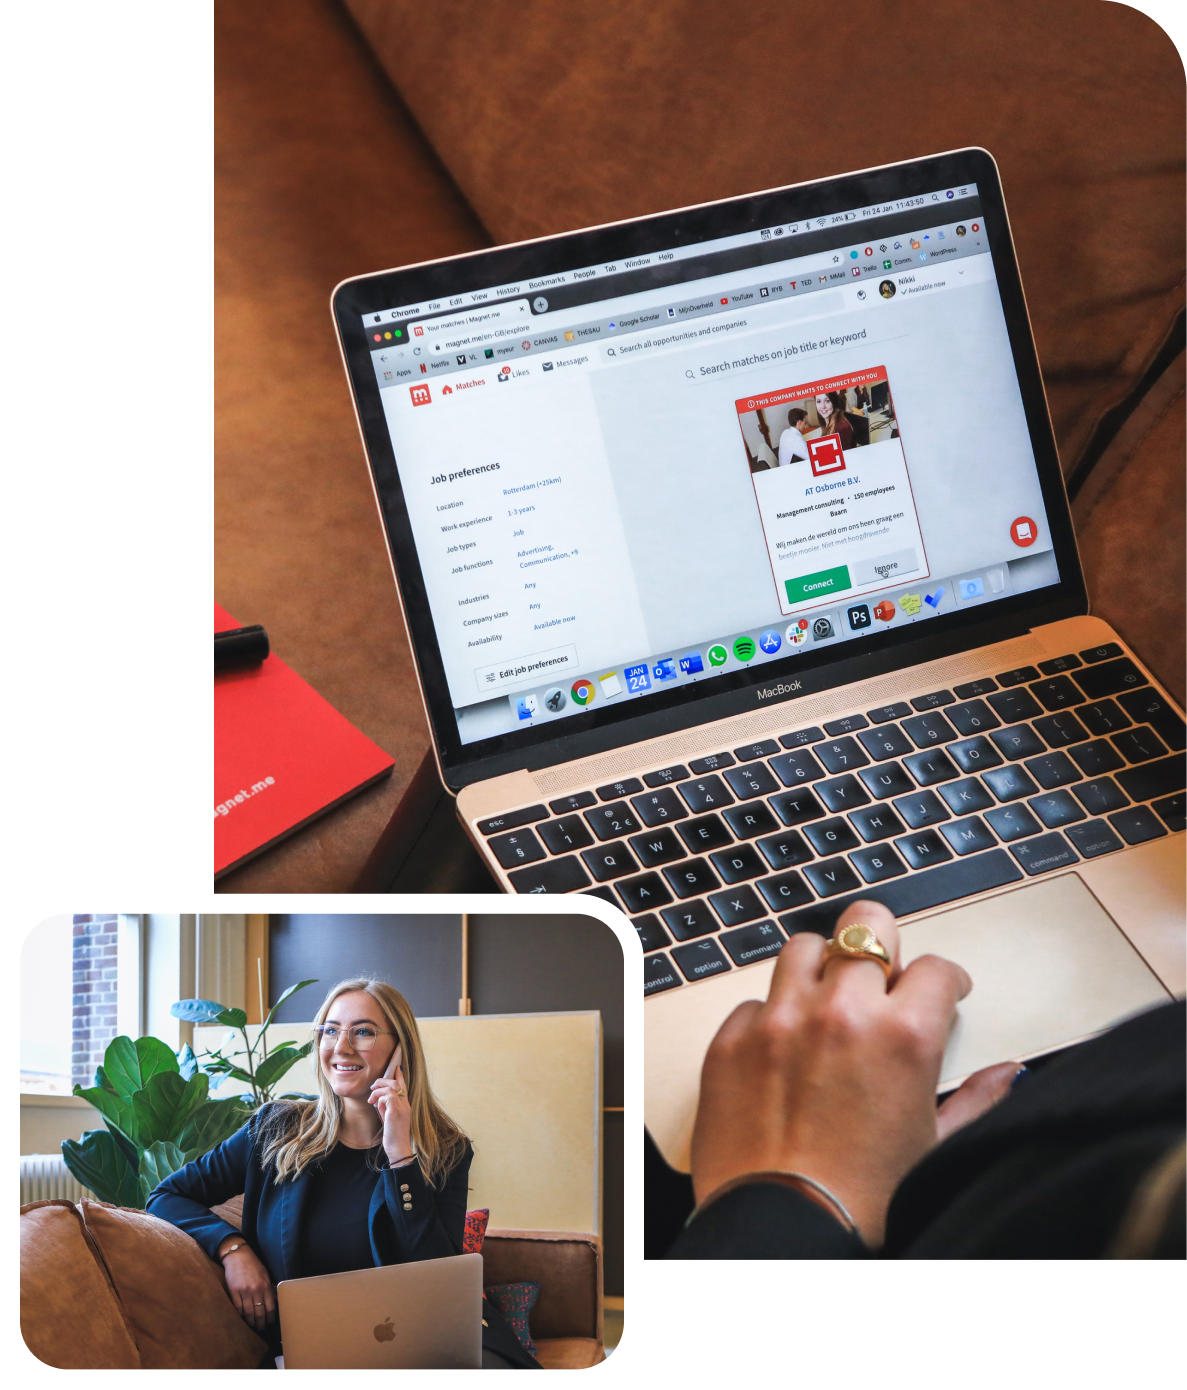 Chrome File Edit View History Bookmarks People Tab Window Help
24% Fri 24 Jan 11:43:50
Your matches | Magnet.me
magnet.me/en-GB/explore
Apps Netflix VL myeur CANVAS THESAU Google Scholar MijnOverheid YouTube BYB TED MMail Trello Comm. WordPress
m Matches Likes Messages
Search all opportunities and companies
Nikki
Available now
Search matches on job title or keyword
Job preferences
Location Rotterdam (+25km)
Work experience 1-3 years
Job types Job
Job functions Advertising,
Communication, +9
Industries Any
Company sizes Any
Availability Available now
Edit job preferences
THIS COMPANY WANTS TO CONNECT WITH YOU
AT Osborne B.V.
Management consulting • 150 employees
Baarn
Wij maken de wereld om ons heen graag een
beetje mooier. Niet met hoogdravende
Connect Ignore
JAN
24
W
Ps
P
1
MacBook
agnet.me
esc
§ 1 2 € 3 4 5 6 7 8 9 0
Q W E R T Y U I O P
A S D F G H J K L
Z X C V B N M
control option command
command option